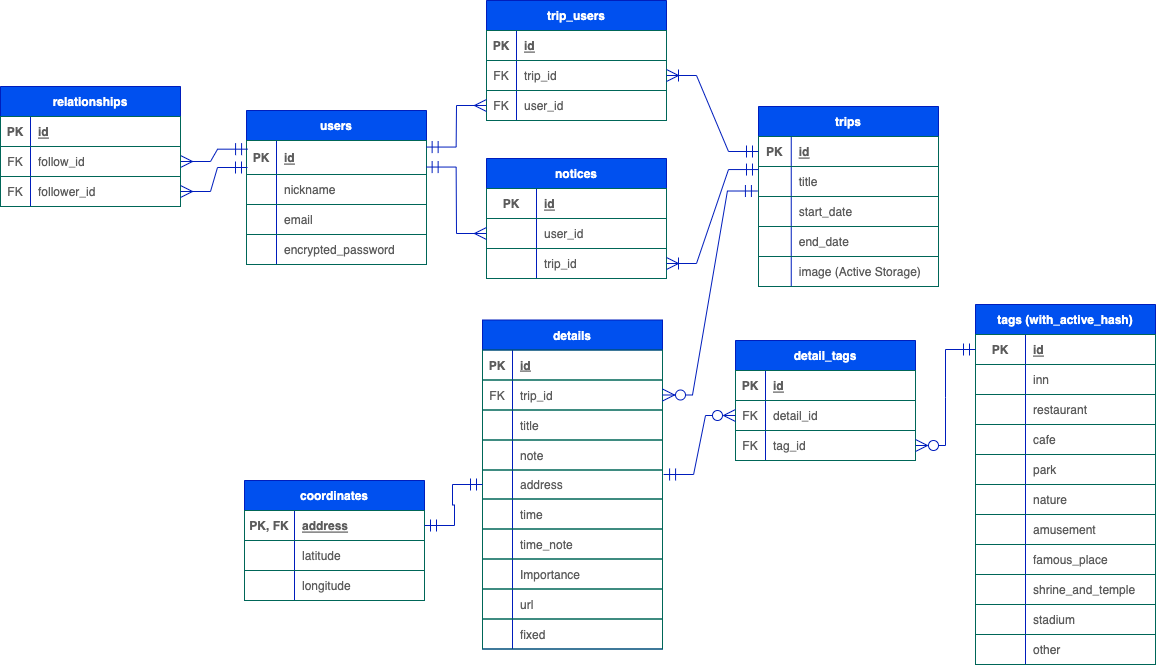 trip_users
PK id
FK trip_id
FK user_id
relationships
PK id
FK follow_id
FK follower_id
users
PK id
nickname
email
encrypted_password
notices
PK id
user_id
trip_id
trips
PK id
title
start_date
end_date
image (Active Storage)
details
PK id
FK trip_id
title
note
address
time
time_note
Importance
url
fixed
detail_tags
PK id
FK detail_id
FK tag_id
tags (with_active_hash)
PK id
inn
restaurant
cafe
park
nature
amusement
famous_place
shrine_and_temple
stadium
other
coordinates
PK, FK address
latitude
longitude